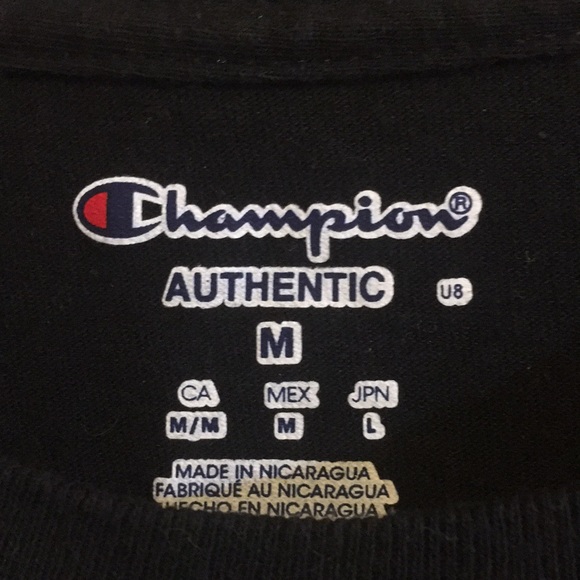 Champion®
AUTHENTIC U8
M
CA MEX JPN
M/M M L
MADE IN NICARAGUA
FABRIQUÉ AU NICARAGUA
HECHO EN NICARAGUA